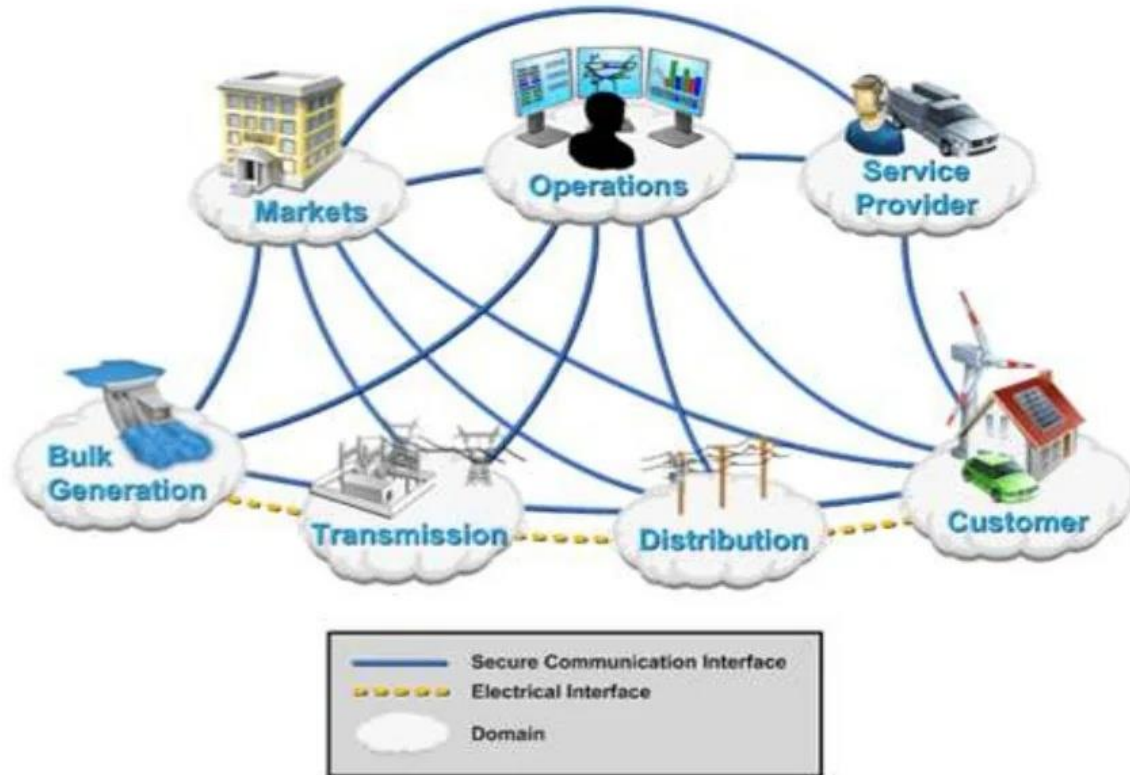 Markets
Operations
Service
Provider
Bulk
Generation
Transmission
Distribution
Customer
Secure Communication Interface
Electrical Interface
Domain